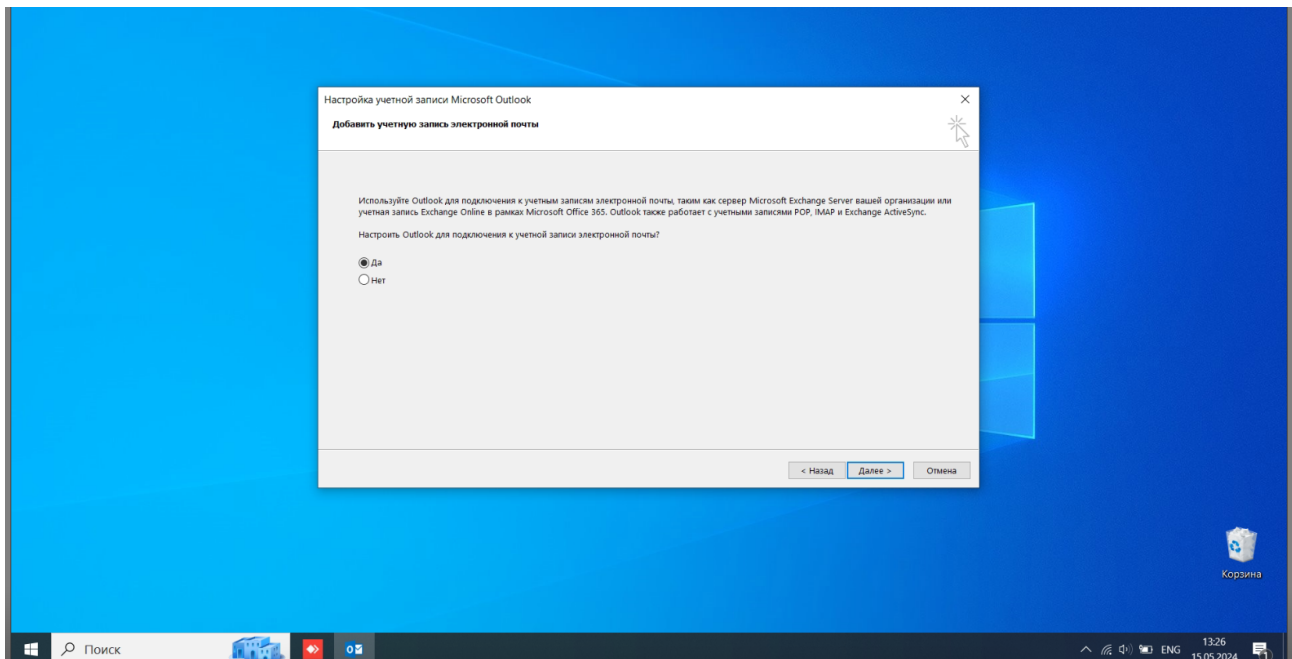 Настройка учетной записи Microsoft Outlook
Добавить учетную запись электронной почты
Используйте Outlook для подключения к учетным записям электронной почты, таким как сервер Microsoft Exchange Server вашей организации или
учетная запись Exchange Online в рамках Microsoft Office 365. Outlook также работает с учетными записями POP, IMAP и Exchange ActiveSync.
Настроить Outlook для подключения к учетной записи электронной почты?
Да
Нет
< Назад Далее > Отмена
Корзина
Поиск
ENG
13:26
15.05.2024